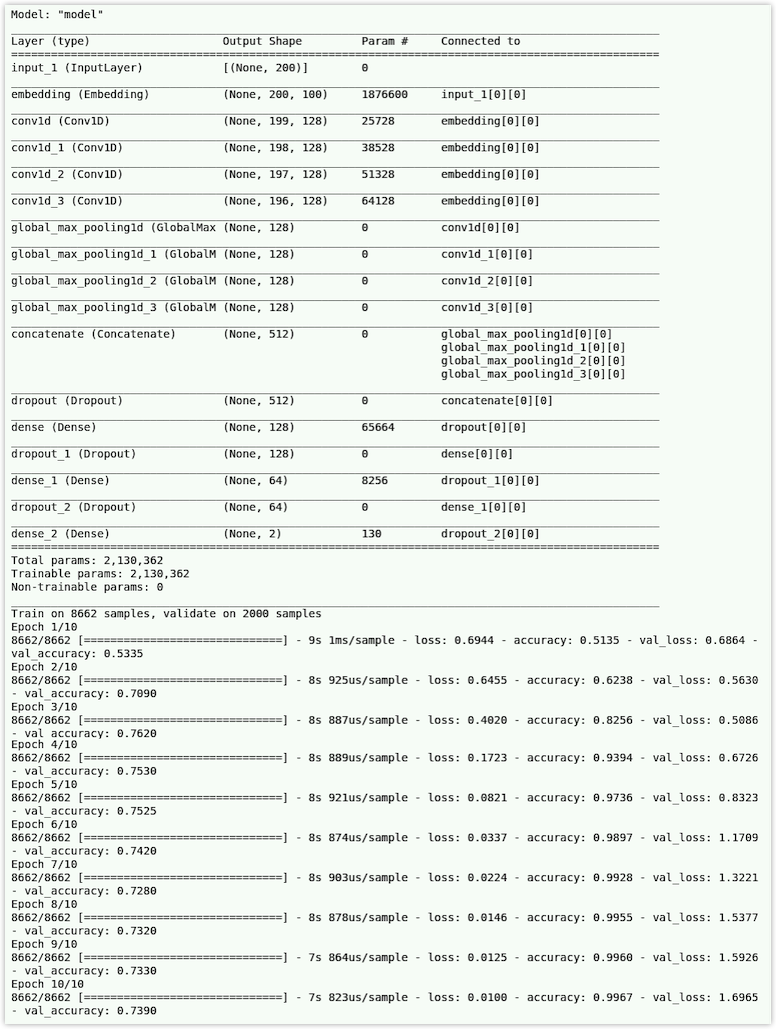 Model: "model"
Layer (type) Output Shape Param # Connected to
=================================================================================================
input_1 (InputLayer) [(None, 200)] 0
embedding (Embedding) (None, 200, 100) 1876600 input_1[0][0]
conv1d (Conv1D) (None, 199, 128) 25728 embedding[0][0]
conv1d_1 (Conv1D) (None, 198, 128) 38528 embedding[0][0]
conv1d_2 (Conv1D) (None, 197, 128) 51328 embedding[0][0]
conv1d_3 (Conv1D) (None, 196, 128) 64128 embedding[0][0]
global_max_pooling1d (GlobalMax (None, 128) 0 conv1d[0][0]
global_max_pooling1d_1 (GlobalM (None, 128) 0 conv1d_1[0][0]
global_max_pooling1d_2 (GlobalM (None, 128) 0 conv1d_2[0][0]
global_max_pooling1d_3 (GlobalM (None, 128) 0 conv1d_3[0][0]
concatenate (Concatenate) (None, 512) 0 global_max_pooling1d[0][0]
global_max_pooling1d_1[0][0]
global_max_pooling1d_2[0][0]
global_max_pooling1d_3[0][0]
dropout (Dropout) (None, 512) 0 concatenate[0][0]
dense (Dense) (None, 128) 65664 dropout[0][0]
dropout_1 (Dropout) (None, 128) 0 dense[0][0]
dense_1 (Dense) (None, 64) 8256 dropout_1[0][0]
dropout_2 (Dropout) (None, 64) 0 dense_1[0][0]
dense_2 (Dense) (None, 2) 130 dropout_2[0][0]
=================================================================================================
Total params: 2,130,362
Trainable params: 2,130,362
Non-trainable params: 0
Train on 8662 samples, validate on 2000 samples
Epoch 1/10
8662/8662 [==============================] - 9s 1ms/sample - loss: 0.6944 - accuracy: 0.5135 - val_loss: 0.6864 -
val_accuracy: 0.5335
Epoch 2/10
8662/8662 [==============================] - 8s 925us/sample - loss: 0.6455 - accuracy: 0.6238 - val_loss: 0.5630
- val_accuracy: 0.7090
Epoch 3/10
8662/8662 [==============================] - 8s 887us/sample - loss: 0.4020 - accuracy: 0.8256 - val_loss: 0.5086
- val_accuracy: 0.7620
Epoch 4/10
8662/8662 [==============================] - 8s 889us/sample - loss: 0.1723 - accuracy: 0.9394 - val_loss: 0.6726
- val_accuracy: 0.7530
Epoch 5/10
8662/8662 [==============================] - 8s 921us/sample - loss: 0.0821 - accuracy: 0.9736 - val_loss: 0.8323
- val_accuracy: 0.7525
Epoch 6/10
8662/8662 [==============================] - 8s 874us/sample - loss: 0.0337 - accuracy: 0.9897 - val_loss: 1.1709
- val_accuracy: 0.7420
Epoch 7/10
8662/8662 [==============================] - 8s 903us/sample - loss: 0.0224 - accuracy: 0.9928 - val_loss: 1.3221
- val_accuracy: 0.7280
Epoch 8/10
8662/8662 [==============================] - 8s 878us/sample - loss: 0.0146 - accuracy: 0.9955 - val_loss: 1.5377
- val_accuracy: 0.7320
Epoch 9/10
8662/8662 [==============================] - 7s 864us/sample - loss: 0.0125 - accuracy: 0.9960 - val_loss: 1.5926
- val_accuracy: 0.7330
Epoch 10/10
8662/8662 [==============================] - 7s 823us/sample - loss: 0.0100 - accuracy: 0.9967 - val_loss: 1.6965
- val_accuracy: 0.7390